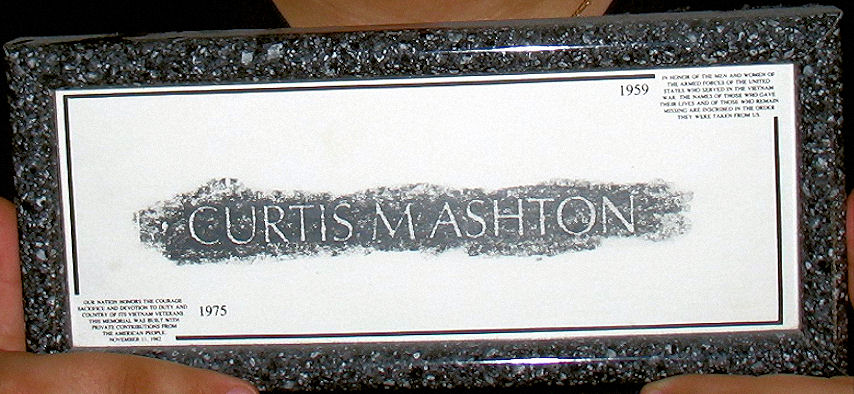 1959
IN HONOR OF THE MEN AND WOMEN OF
THE ARMED FORCES OF THE UNITED
STATES WHO SERVED IN THE VIETNAM
WAR. THE NAMES OF THOSE WHO GAVE
THEIR LIVES AND OF THOSE WHO REMAIN
MISSING ARE INSCRIBED IN THE ORDER
THEY WERE TAKEN FROM US.
CURTIS M ASHTON
OUR NATION HONORS THE COURAGE
SACRIFICE AND DEVOTION TO DUTY AND
COUNTRY OF ITS VIETNAM VETERANS
THIS MEMORIAL WAS BUILT WITH
PRIVATE CONTRIBUTIONS FROM
THE AMERICAN PEOPLE.
NOVEMBER 11, 1982
1975